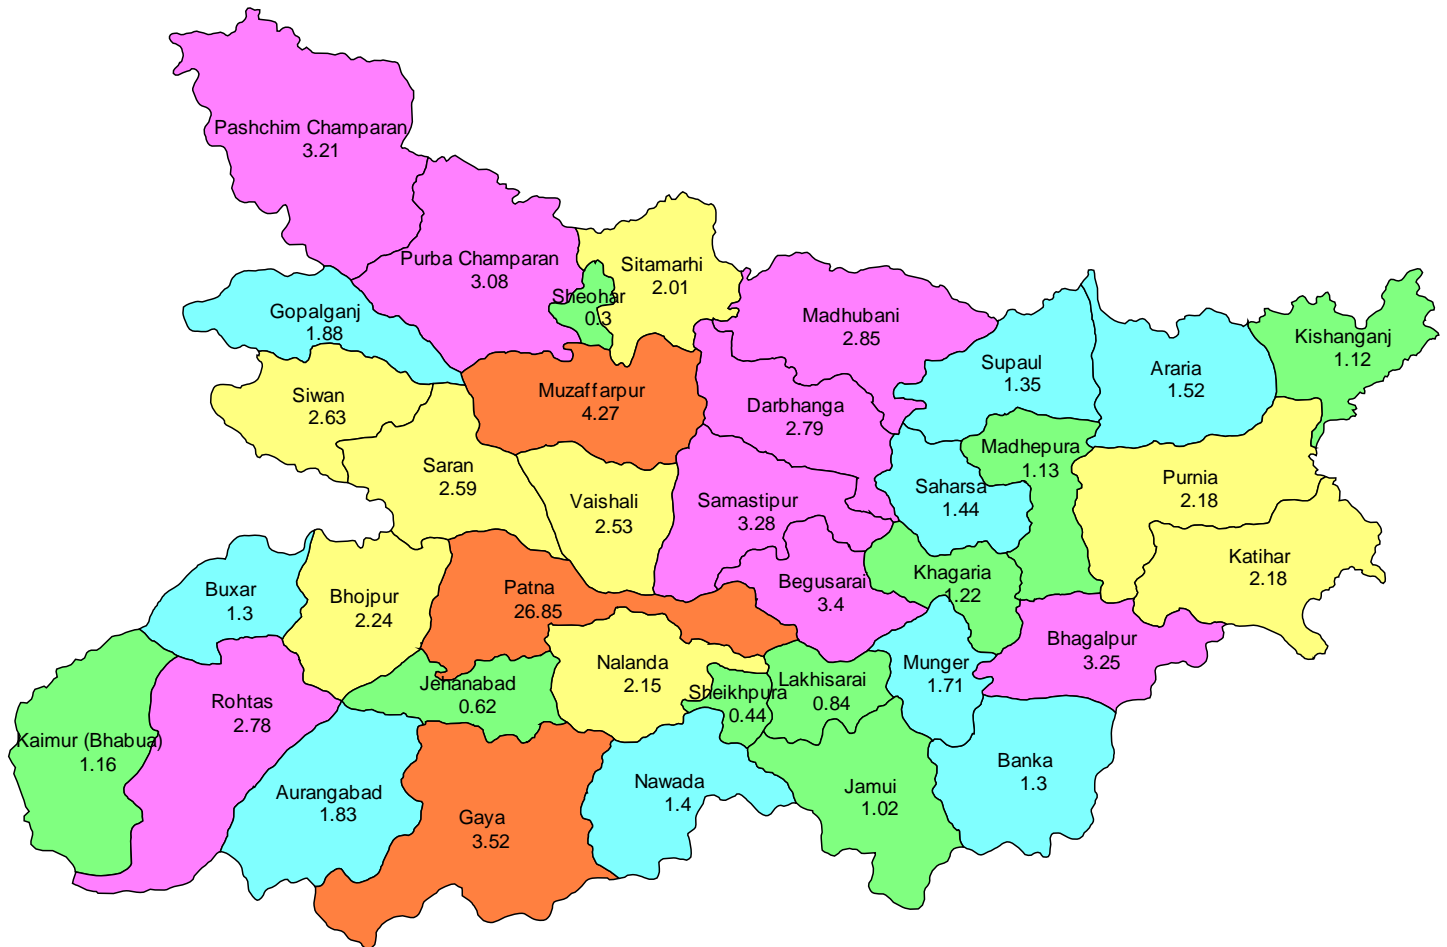 Pashchim Champaran
3.21
Purba Champaran
3.08
Sitamarhi
2.01
Sheohar
0.3
Gopalganj
1.88
Madhubani
2.85
Kishanganj
1.12
Supaul
1.35
Araria
1.52
Siwan
2.63
Muzaffarpur
4.27
Darbhanga
2.79
Madhepura
1.13
Saran
2.59
Vaishali
2.53
Samastipur
3.28
Saharsa
1.44
Purnia
2.18
Katihar
2.18
Buxar
1.3
Bhojpur
2.24
Patna
26.85
Begusarai
3.4
Khagaria
1.22
Bhagalpur
3.25
Nalanda
2.15
Munger
1.71
Jehanabad
0.62
Sheikhpura
0.44
Lakhisarai
0.84
Rohtas
2.78
Kaimur (Bhabua)
1.16
Aurangabad
1.83
Gaya
3.52
Nawada
1.4
Jamui
1.02
Banka
1.3